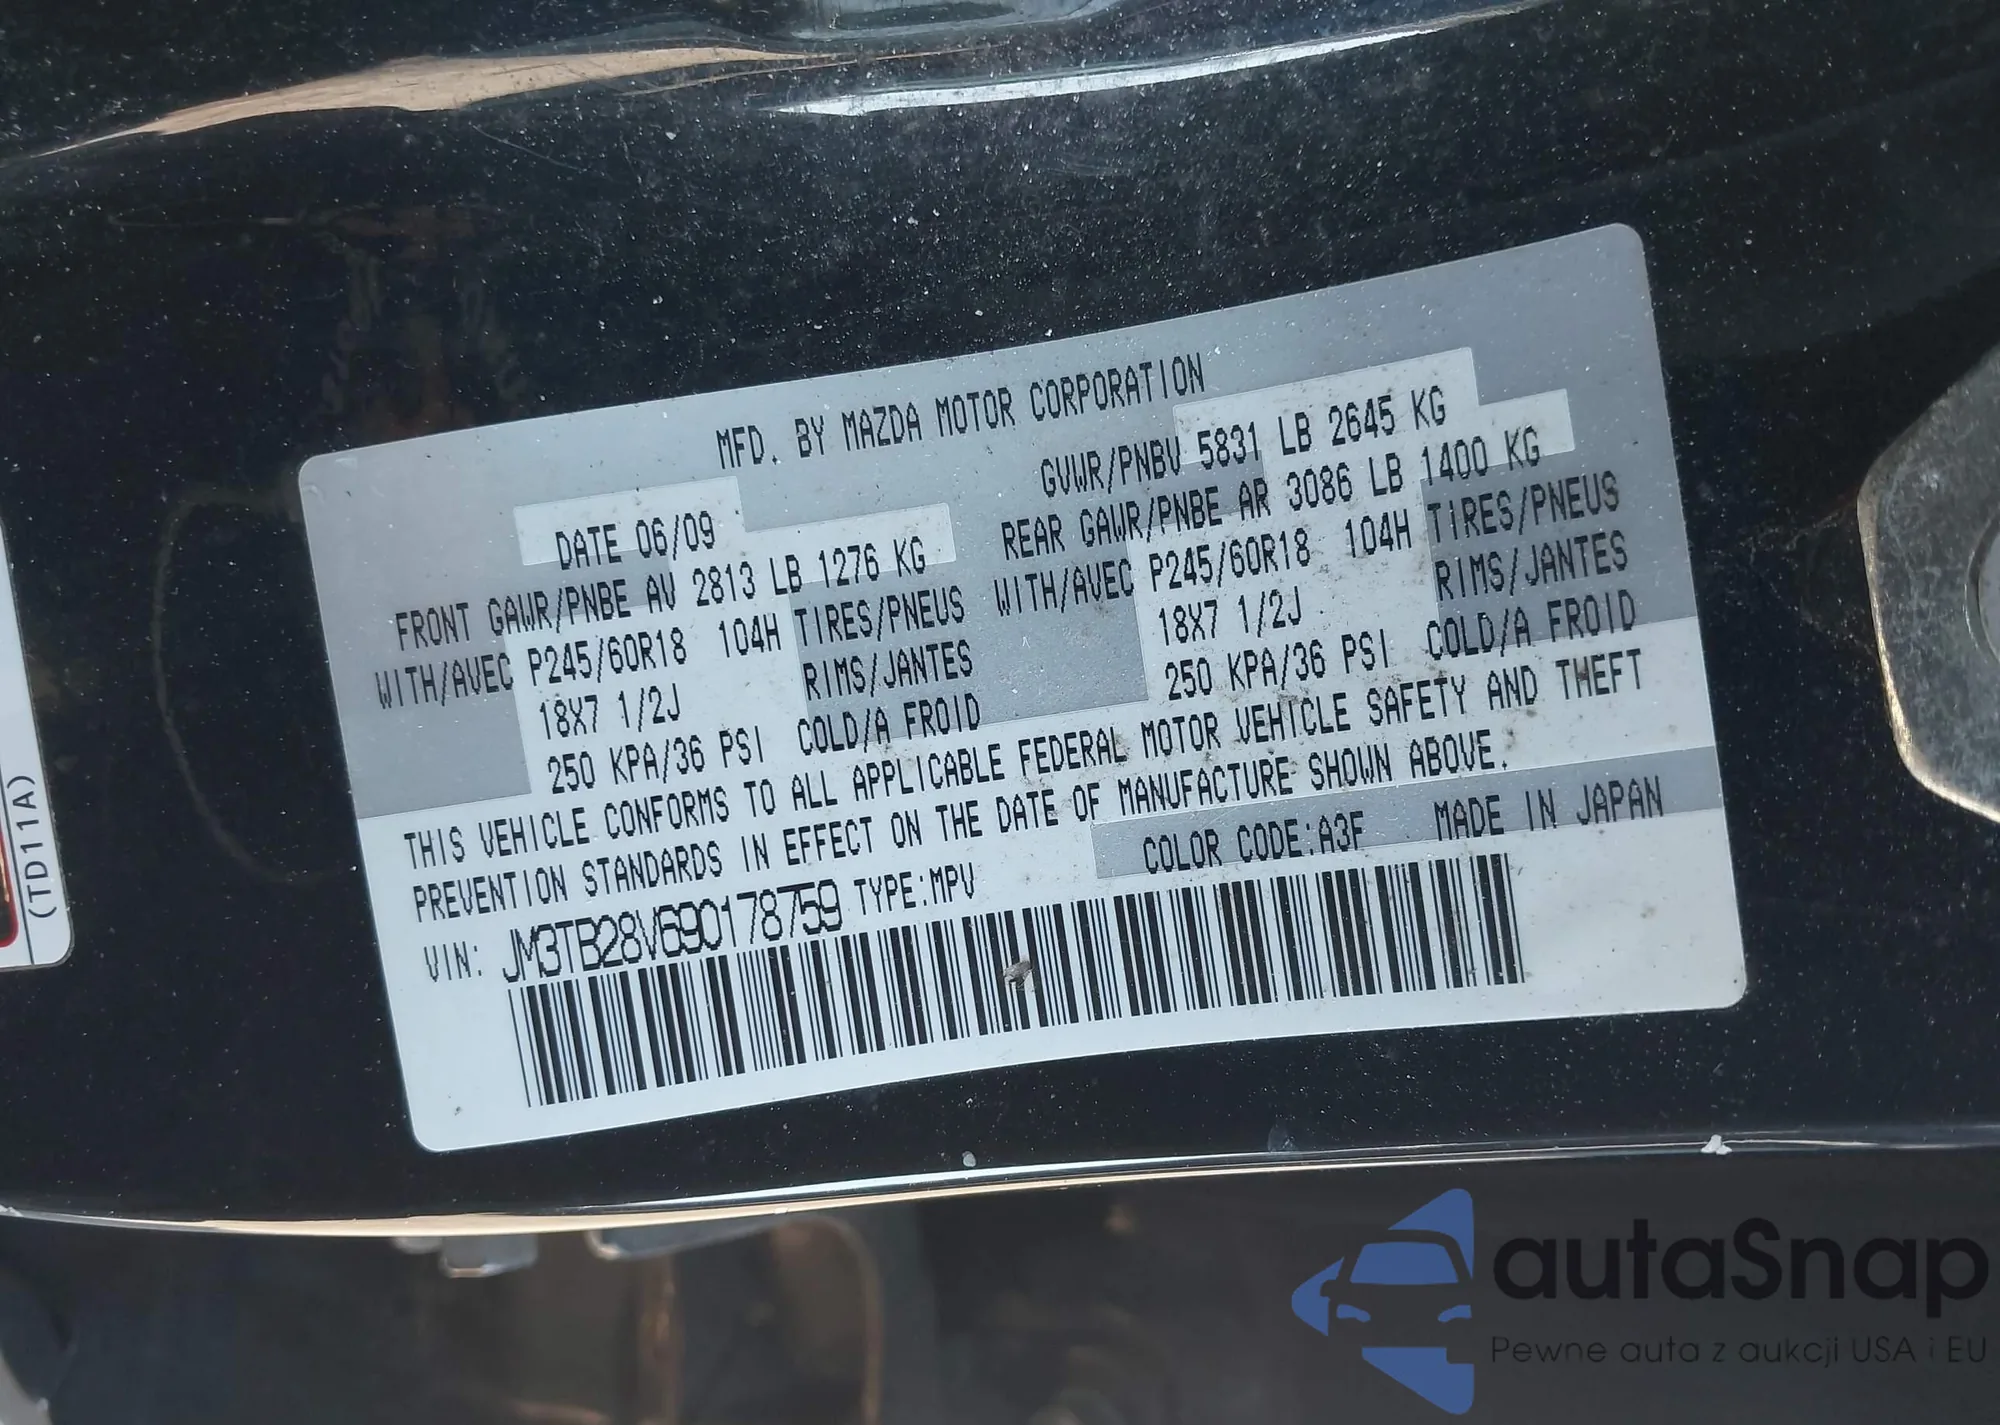 MFD. BY MAZDA MOTOR CORPORATION
DATE 06/09
GVWR/PNBV 5831 LB 2645 KG
FRONT GAWR/PNBE AV 2813 LB 1276 KG
REAR GAWR/PNBE AR 3086 LB 1400 KG
WITH/AVEC P245/60R18 104H TIRES/PNEUS
WITH/AVEC P245/60R18 104H TIRES/PNEUS
18X7 1/2J RIMS/JANTES
18X7 1/2J RIMS/JANTES
250 KPA/36 PSI COLD/A FROID
250 KPA/36 PSI COLD/A FROID
THIS VEHICLE CONFORMS TO ALL APPLICABLE FEDERAL MOTOR VEHICLE SAFETY AND THEFT
PREVENTION STANDARDS IN EFFECT ON THE DATE OF MANUFACTURE SHOWN ABOVE.
COLOR CODE:A3F MADE IN JAPAN
VIN: JM3TB28V690178759 TYPE:MPV
(TD11A)
autaSnap
Pewne auta z aukcji USA i EU